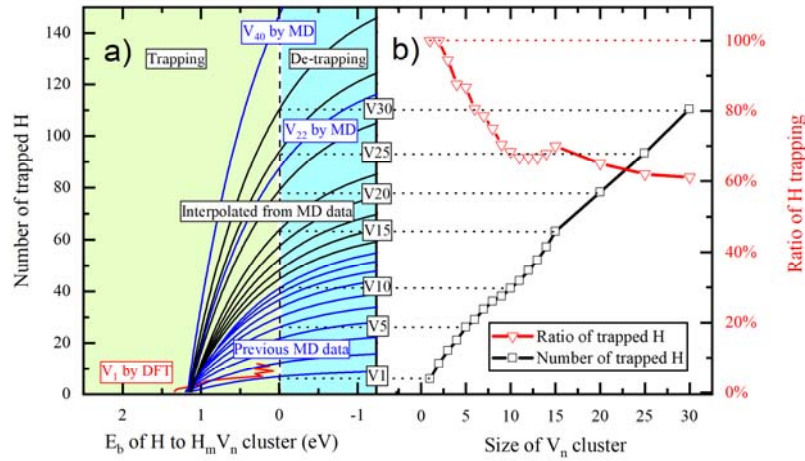 a)
V40 by MD
Trapping
De-trapping
V22 by MD
Interpolated from MD data
Previous MD data
V1 by DFT
Number of trapped H
140
120
100
80
60
40
20
0
2
1
0
-1
Eb of H to HmVn cluster (eV)
V30
V25
V20
V15
V10
V5
V1
b)
Ratio of trapped H
Number of trapped H
0
5
10
15
20
25
30
Size of Vn cluster
100%
80%
60%
40%
20%
0%
Ratio of H trapping